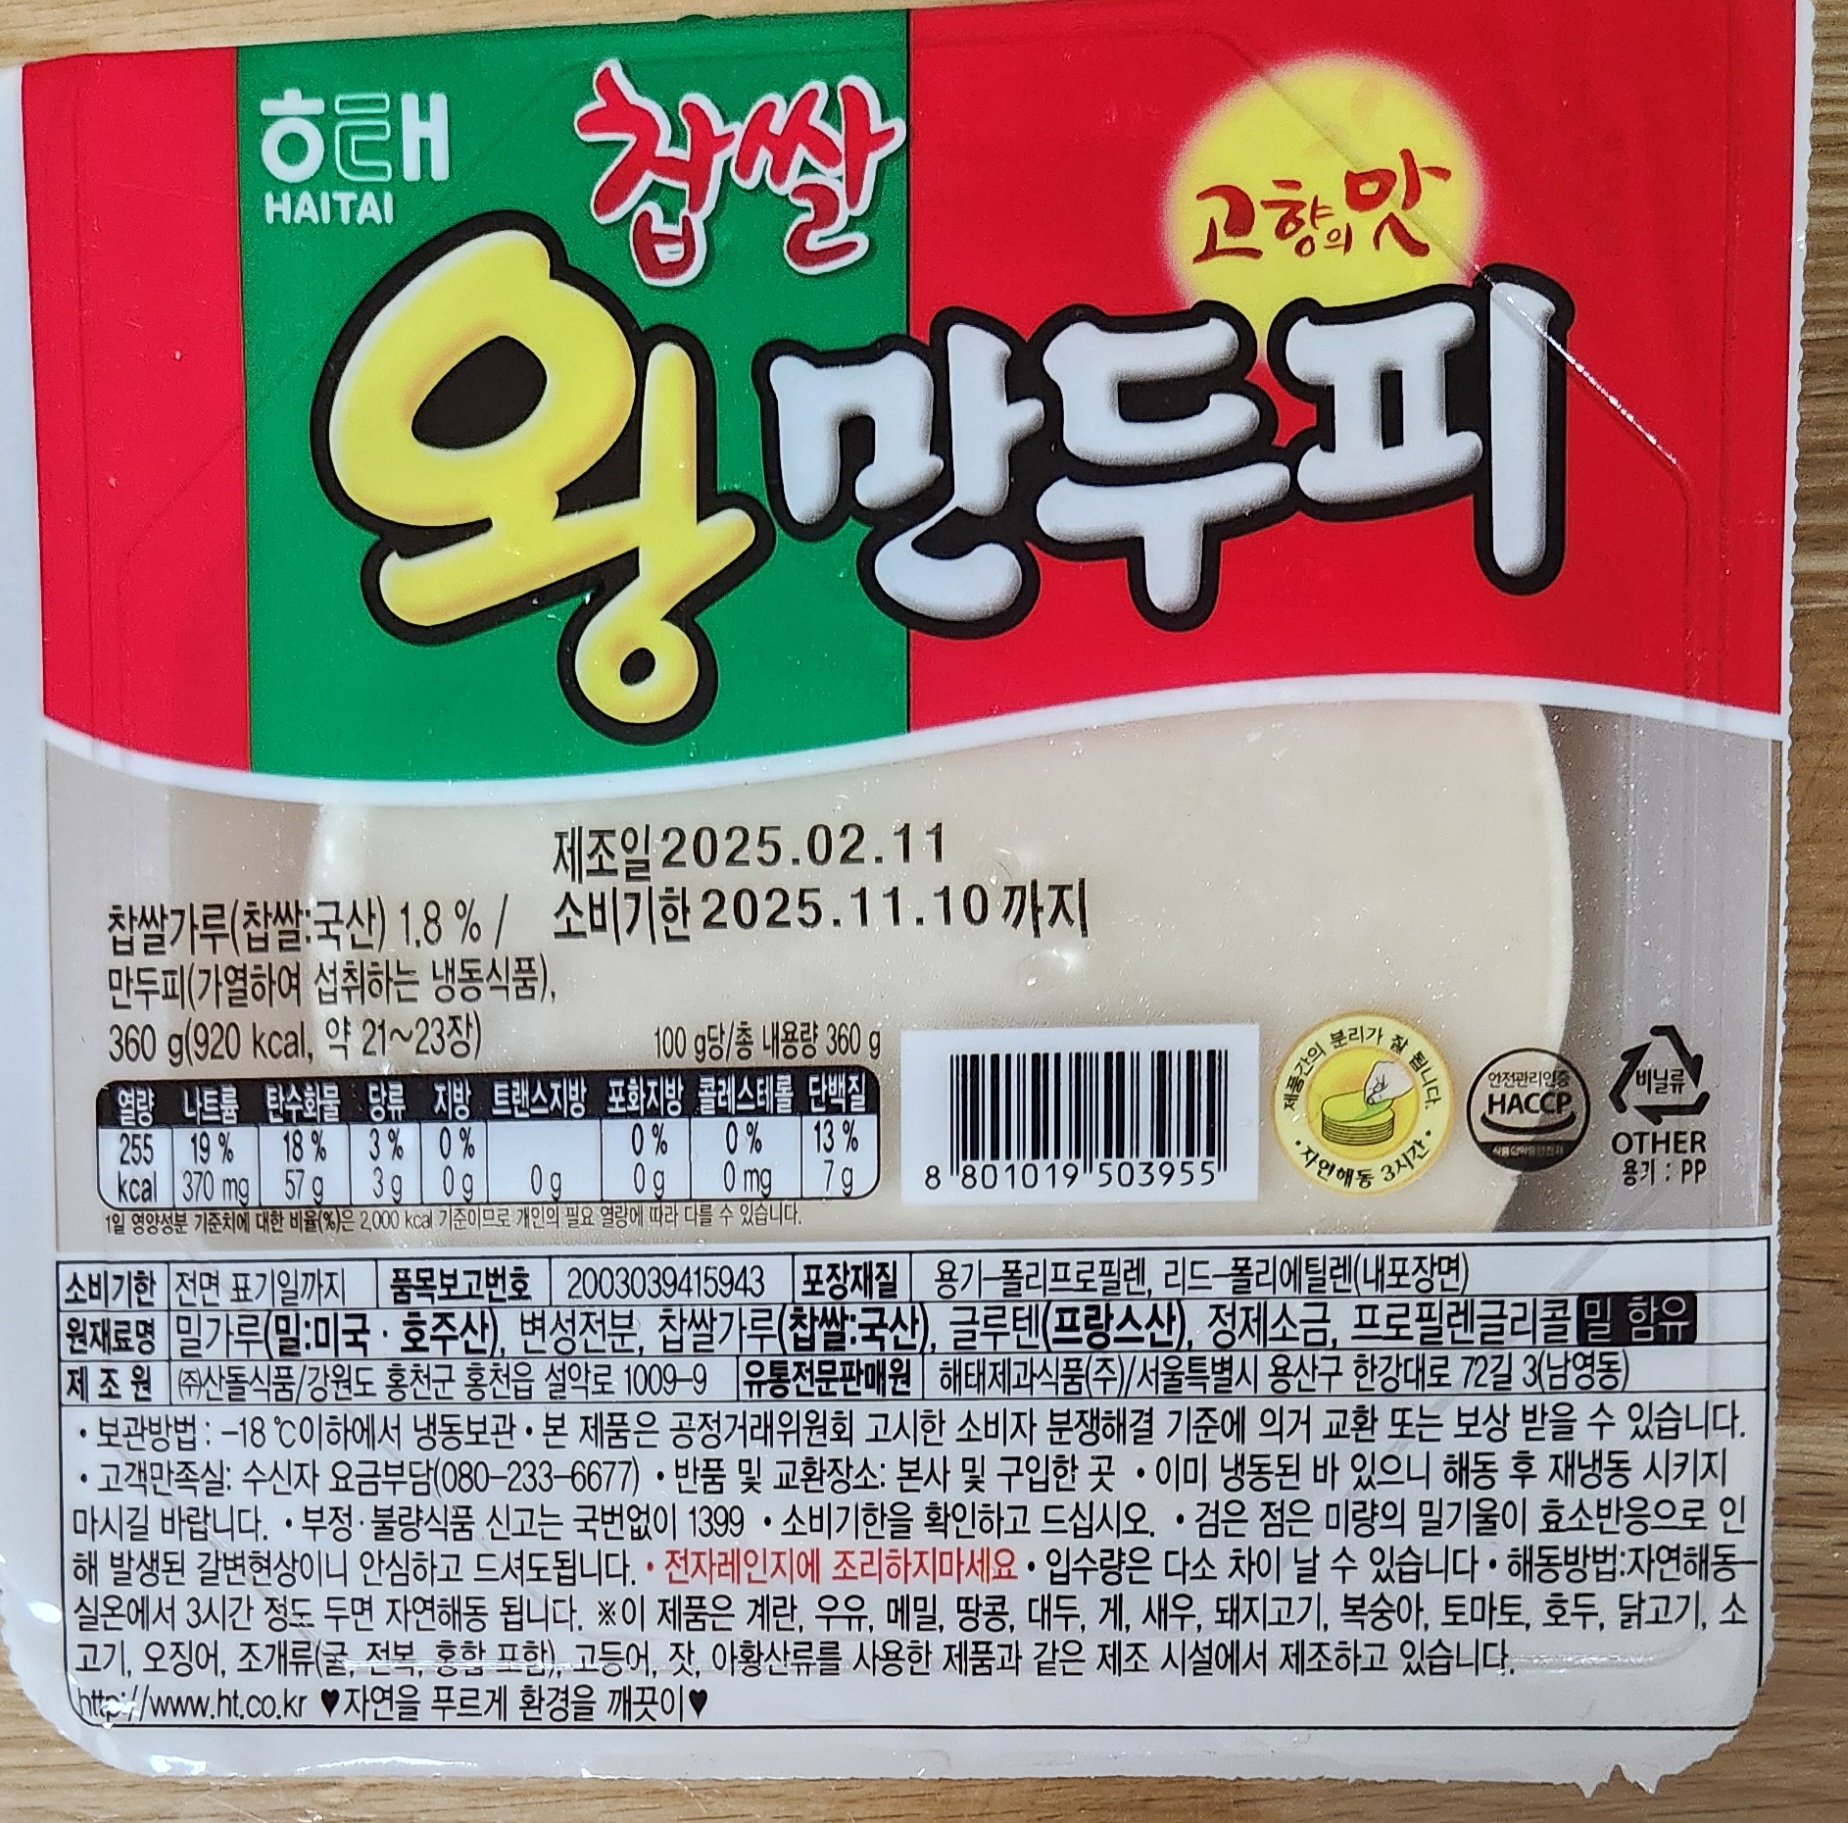 해태
HAITAI
찹쌀
고향의맛
왕만두피
제조일2025.02.11
소비기한2025.11.10까지
찹쌀가루(찹쌀:국산) 1.8 % /
만두피(가열하여 섭취하는 냉동식품),
360 g(920 kcal, 약 21~23장)
100 g당/총 내용량 360 g
열량 나트륨 탄수화물 당류 지방 트랜스지방 포화지방 콜레스테롤 단백질
255 19 % 18 % 3 % 0 % 0 % 0 % 13 %
kcal 370 mg 57 g 3 g 0 g 0 g 0 g 0 mg 7 g
1일 영양성분 기준치에 대한 비율(%)은 2,000 kcal 기준이므로 개인의 필요 열량에 따라 다를 수 있습니다.
8 801019 503955
제품간의 분리가 잘 됩니다.
• 자연해동 3시간 •
안전관리인증
HACCP
비닐류
OTHER
용기 : PP
소비기한 전면 표기일까지 품목보고번호 2003039415943 포장재질 용기-폴리프로필렌, 리드-폴리에틸렌(내포장면)
원재료명 밀가루(밀:미국 · 호주산), 변성전분, 찹쌀가루(찹쌀:국산), 글루텐(프랑스산), 정제소금, 프로필렌글리콜 밀 함유
제 조 원 ㈜산돌식품/강원도 홍천군 홍천읍 설악로 1009-9 유통전문판매원 해태제과식품(주)/서울특별시 용산구 한강대로 72길 3(남영동)
• 보관방법 : -18 ℃이하에서 냉동보관 • 본 제품은 공정거래위원회 고시한 소비자 분쟁해결 기준에 의거 교환 또는 보상 받을 수 있습니다.
• 고객만족실: 수신자 요금부담(080-233-6677) • 반품 및 교환장소: 본사 및 구입한 곳 • 이미 냉동된 바 있으니 해동 후 재냉동 시키지
마시길 바랍니다. • 부정·불량식품 신고는 국번없이 1399 • 소비기한을 확인하고 드십시오. • 검은 점은 미량의 밀기울이 효소반응으로 인
해 발생된 갈변현상이니 안심하고 드셔도됩니다. • 전자레인지에 조리하지마세요 • 입수량은 다소 차이 날 수 있습니다 • 해동방법:자연해동-
실온에서 3시간 정도 두면 자연해동 됩니다. ※이 제품은 계란, 우유, 메밀, 땅콩, 대두, 게, 새우, 돼지고기, 복숭아, 토마토, 호두, 닭고기, 소
고기, 오징어, 조개류(굴, 전복, 홍합 포함), 고등어, 잣, 아황산류를 사용한 제품과 같은 제조 시설에서 제조하고 있습니다.
http://www.ht.co.kr ♥자연을 푸르게 환경을 깨끗이♥